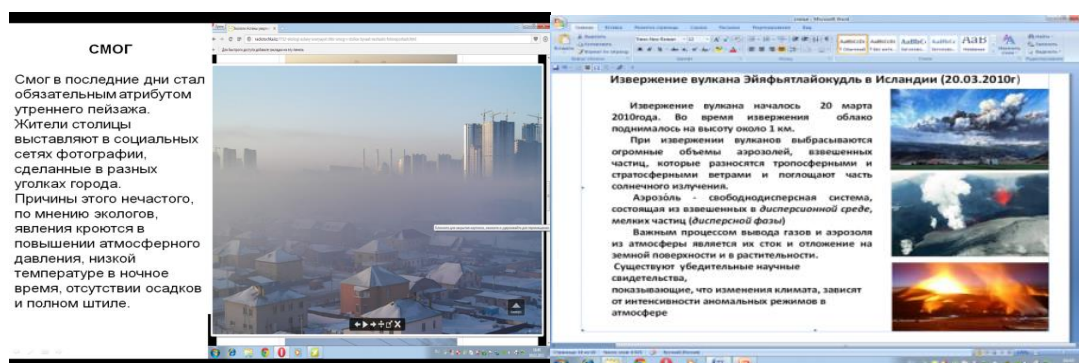 СМОГ
Смог в последние дни стал
обязательным атрибутом
утреннего пейзажа.
Жители столицы
выставляют в социальных
сетях фотографии,
сделанные в разных
уголках города.
Причины этого нечастого,
по мнению экологов,
явления кроются в
повышении атмосферного
давления, низкой
температуре в ночное
время, отсутствии осадков
и полном штиле.
Извержение вулкана Эйяфьятлайокудль в Исландии (20.03.2010г)
Извержение вулкана началось 20 марта
2010года. Во время извержения облако
поднималось на высоту около 1 км.
При извержении вулканов выбрасываются
огромные объемы аэрозолей, взвешенных
частиц, которые разносятся тропосферными и
стратосферными ветрами и поглощают часть
солнечного излучения.
Аэрозо́ль - свободнодисперсная система,
состоящая из взвешенных в дисперсионной среде,
мелких частиц (дисперсной фазы)
Важным процессом вывода газов и аэрозоля
из атмосферы является их сток и отложение на
земной поверхности и в растительности.
Существуют убедительные научные
свидетельства,
показывающие, что изменения климата, зависят
от интенсивности аномальных режимов в
атмосфере